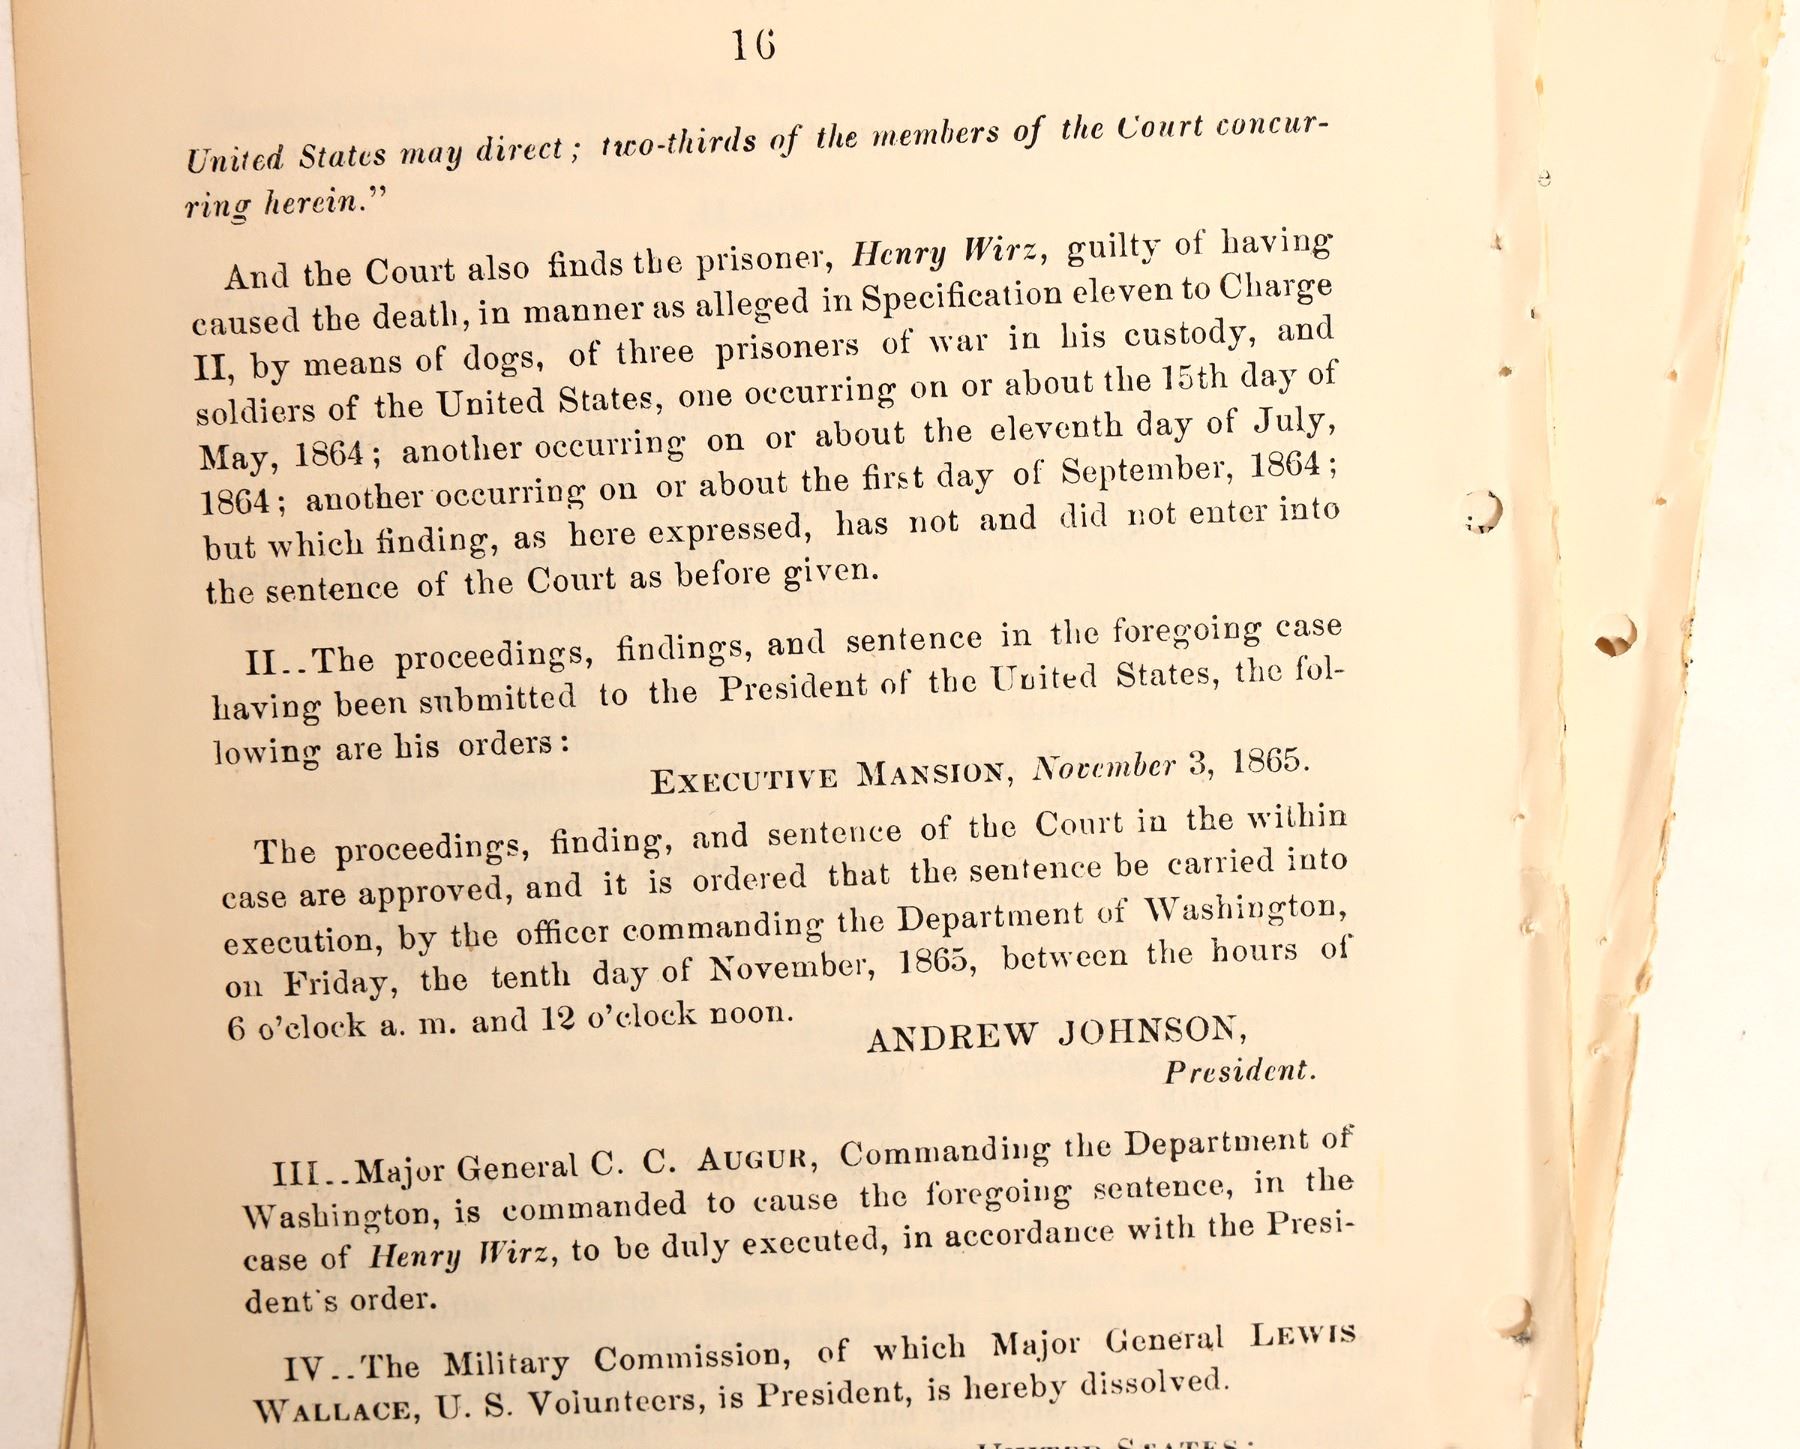 16
United States may direct; two-thirds of the members of the Court concur-
ring herein."
And the Court also finds the prisoner, Henry Wirz, guilty of having
caused the death, in manner as alleged in Specification eleven to Charge
II, by means of dogs, of three prisoners of war in his custody, and
soldiers of the United States, one occurring on or about the 15th day of
May, 1864; another occurring on or about the eleventh day of July,
1864; another occurring on or about the first day of September, 1864;
but which finding, as here expressed, has not and did not enter into
the sentence of the Court as before given.
II..The proceedings, findings, and sentence in the foregoing case
having been submitted to the President of the United States, the fol-
lowing are his orders:
EXECUTIVE MANSION, November 3, 1865.
The proceedings, finding, and sentence of the Court in the within
case are approved, and it is ordered that the sentence be carried into
execution, by the officer commanding the Department of Washington,
on Friday, the tenth day of November, 1865, between the hours of
6 o'clock a. m. and 12 o'clock noon.
ANDREW JOHNSON,
President.
III..Major General C. C. AUGUR, Commanding the Department of
Washington, is commanded to cause the foregoing sentence, in the
case of Henry Wirz, to be duly executed, in accordance with the Presi-
dent's order.
IV..The Military Commission, of which Major General LEWIS
WALLACE, U. S. Volunteers, is President, is hereby dissolved.